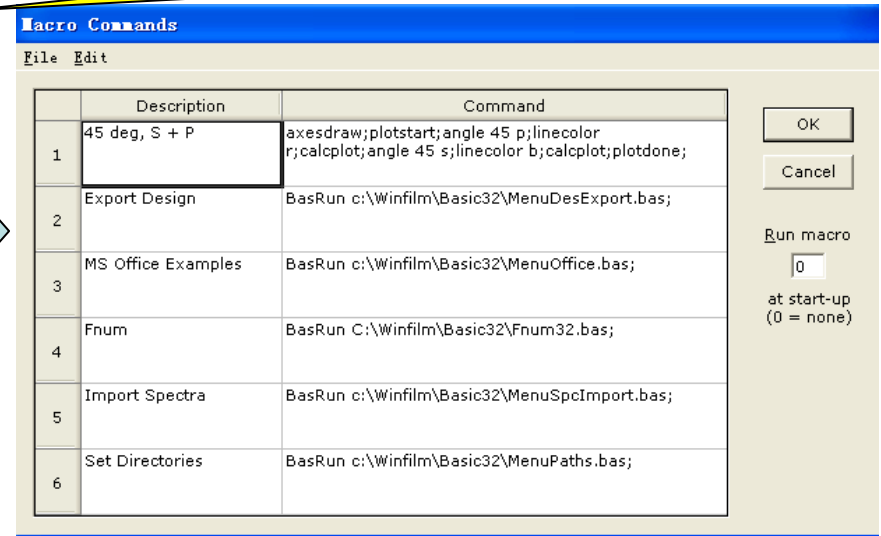 Macro Commands
File Edit
Description Command
1 45 deg, S + P axesdraw;plotstart;angle 45 p;linecolor
r;calcplot;angle 45 s;linecolor b;calcplot;plotdone;
2 Export Design BasRun c:\Winfilm\Basic32\MenuDesExport.bas;
3 MS Office Examples BasRun c:\Winfilm\Basic32\MenuOffice.bas;
4 Fnum BasRun C:\Winfilm\Basic32\Fnum32.bas;
5 Import Spectra BasRun c:\Winfilm\Basic32\MenuSpcImport.bas;
6 Set Directories BasRun c:\Winfilm\Basic32\MenuPaths.bas;
OK
Cancel
Run macro
0
at start-up
(0 = none)